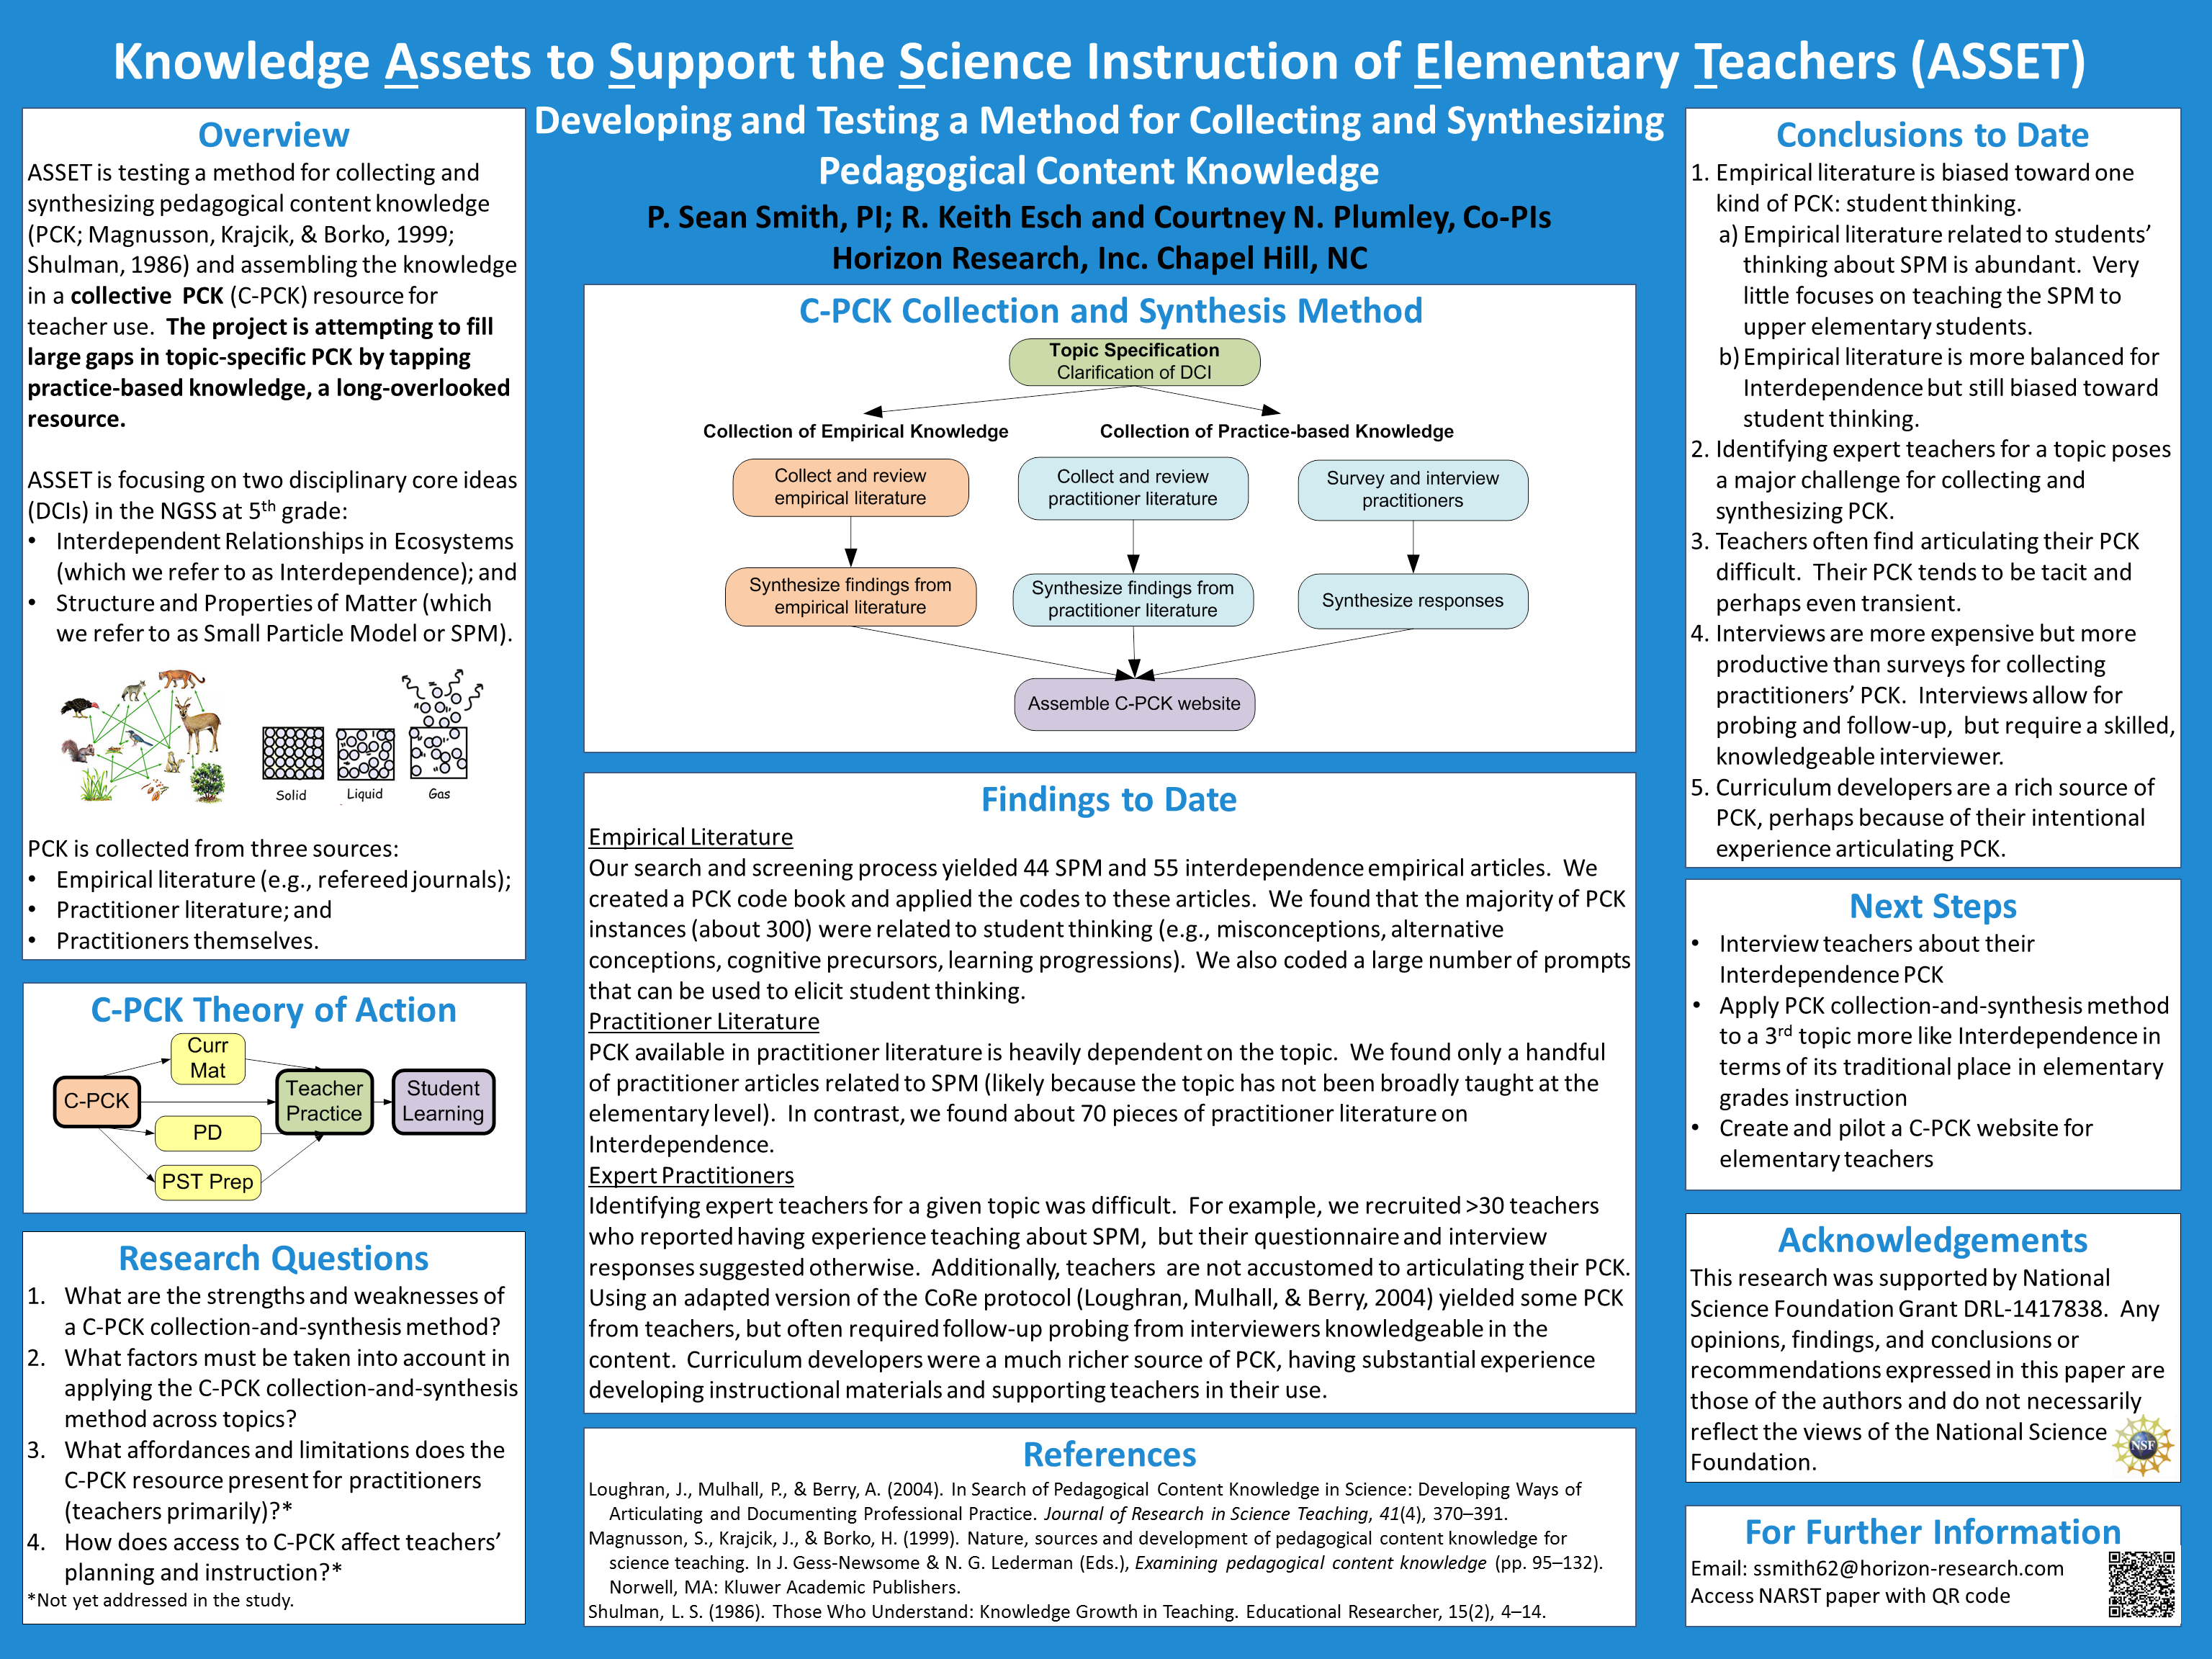 Knowledge Assets to Support the Science Instruction of Elementary Teachers (ASSET)
Developing and Testing a Method for Collecting and Synthesizing
Pedagogical Content Knowledge
P. Sean Smith, PI; R. Keith Esch and Courtney N. Plumley, Co-PIs
Horizon Research, Inc. Chapel Hill, NC
Overview
ASSET is testing a method for collecting and
synthesizing pedagogical content knowledge
(PCK; Magnusson, Krajcik, & Borko, 1999;
Shulman, 1986) and assembling the knowledge
in a collective PCK (C-PCK) resource for
teacher use. The project is attempting to fill
large gaps in topic-specific PCK by tapping
practice-based knowledge, a long-overlooked
resource.
ASSET is focusing on two disciplinary core ideas
(DCIs) in the NGSS at 5th grade:
• Interdependent Relationships in Ecosystems
(which we refer to as Interdependence); and
• Structure and Properties of Matter (which
we refer to as Small Particle Model or SPM).
Solid
Liquid
Gas
PCK is collected from three sources:
• Empirical literature (e.g., refereed journals);
• Practitioner literature; and
• Practitioners themselves.
C-PCK Theory of Action
Curr
Mat
C-PCK
Teacher
Practice
Student
Learning
PD
PST Prep
Research Questions
1. What are the strengths and weaknesses of
a C-PCK collection-and-synthesis method?
2. What factors must be taken into account in
applying the C-PCK collection-and-synthesis
method across topics?
3. What affordances and limitations does the
C-PCK resource present for practitioners
(teachers primarily)?*
4. How does access to C-PCK affect teachers’
planning and instruction?*
*Not yet addressed in the study.
C-PCK Collection and Synthesis Method
Topic Specification
Clarification of DCI
Collection of Empirical Knowledge
Collection of Practice-based Knowledge
Collect and review
empirical literature
Collect and review
practitioner literature
Survey and interview
practitioners
Synthesize findings from
empirical literature
Synthesize findings from
practitioner literature
Synthesize responses
Assemble C-PCK website
Findings to Date
Empirical Literature
Our search and screening process yielded 44 SPM and 55 interdependence empirical articles. We
created a PCK code book and applied the codes to these articles. We found that the majority of PCK
instances (about 300) were related to student thinking (e.g., misconceptions, alternative
conceptions, cognitive precursors, learning progressions). We also coded a large number of prompts
that can be used to elicit student thinking.
Practitioner Literature
PCK available in practitioner literature is heavily dependent on the topic. We found only a handful
of practitioner articles related to SPM (likely because the topic has not been broadly taught at the
elementary level). In contrast, we found about 70 pieces of practitioner literature on
Interdependence.
Expert Practitioners
Identifying expert teachers for a given topic was difficult. For example, we recruited >30 teachers
who reported having experience teaching about SPM, but their questionnaire and interview
responses suggested otherwise. Additionally, teachers are not accustomed to articulating their PCK.
Using an adapted version of the CoRe protocol (Loughran, Mulhall, & Berry, 2004) yielded some PCK
from teachers, but often required follow-up probing from interviewers knowledgeable in the
content. Curriculum developers were a much richer source of PCK, having substantial experience
developing instructional materials and supporting teachers in their use.
References
Loughran, J., Mulhall, P., & Berry, A. (2004). In Search of Pedagogical Content Knowledge in Science: Developing Ways of
Articulating and Documenting Professional Practice. Journal of Research in Science Teaching, 41(4), 370–391.
Magnusson, S., Krajcik, J., & Borko, H. (1999). Nature, sources and development of pedagogical content knowledge for
science teaching. In J. Gess-Newsome & N. G. Lederman (Eds.), Examining pedagogical content knowledge (pp. 95–132).
Norwell, MA: Kluwer Academic Publishers.
Shulman, L. S. (1986). Those Who Understand: Knowledge Growth in Teaching. Educational Researcher, 15(2), 4–14.
Conclusions to Date
1. Empirical literature is biased toward one
kind of PCK: student thinking.
a) Empirical literature related to students’
thinking about SPM is abundant. Very
little focuses on teaching the SPM to
upper elementary students.
b) Empirical literature is more balanced for
Interdependence but still biased toward
student thinking.
2. Identifying expert teachers for a topic poses
a major challenge for collecting and
synthesizing PCK.
3. Teachers often find articulating their PCK
difficult. Their PCK tends to be tacit and
perhaps even transient.
4. Interviews are more expensive but more
productive than surveys for collecting
practitioners’ PCK. Interviews allow for
probing and follow-up, but require a skilled,
knowledgeable interviewer.
5. Curriculum developers are a rich source of
PCK, perhaps because of their intentional
experience articulating PCK.
Next Steps
• Interview teachers about their
Interdependence PCK
• Apply PCK collection-and-synthesis method
to a 3rd topic more like Interdependence in
terms of its traditional place in elementary
grades instruction
• Create and pilot a C-PCK website for
elementary teachers
Acknowledgements
This research was supported by National
Science Foundation Grant DRL-1417838. Any
opinions, findings, and conclusions or
recommendations expressed in this paper are
those of the authors and do not necessarily
reflect the views of the National Science
Foundation.
NSF
For Further Information
Email: ssmith62@horizon-research.com
Access NARST paper with QR code